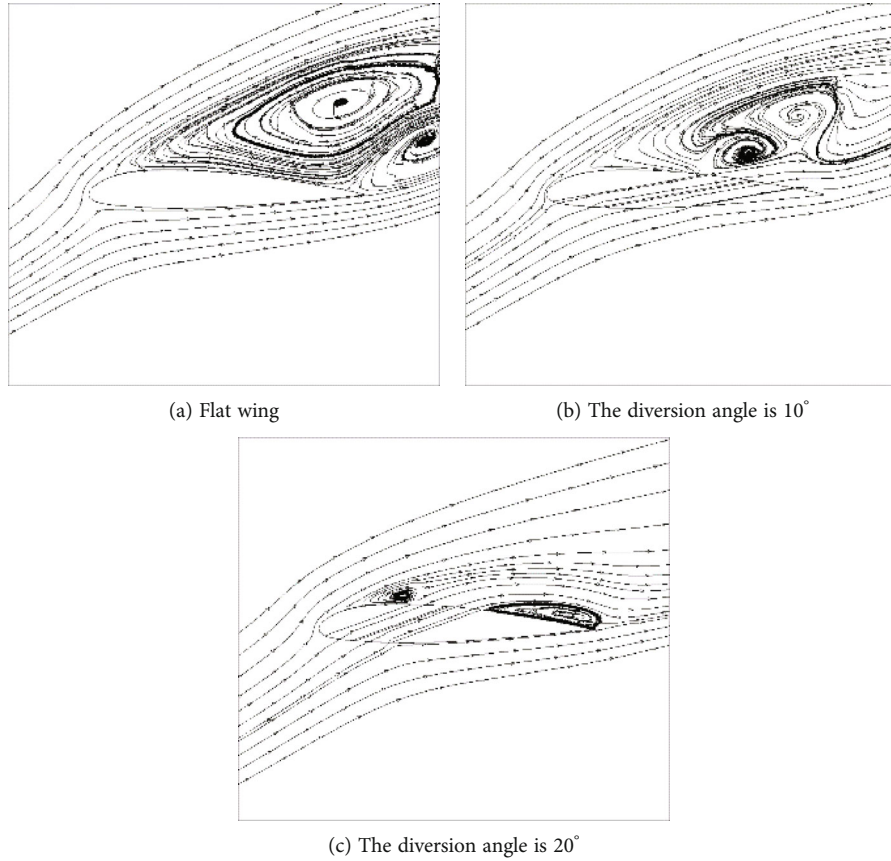 (a) Flat wing
(b) The diversion angle is 10°
(c) The diversion angle is 20°